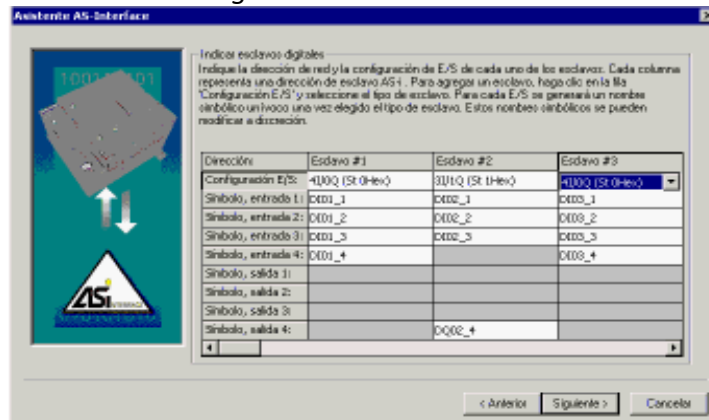 Asistente AS-Interface
Indicar esclavos digitales
Indique la dirección de red y la configuración de E/S de cada uno de los esclavos. Cada columna
representa una dirección de esclavo AS-i . Para agregar un esclavo, haga clic en la fila
'Configuración E/S' y seleccione el tipo de esclavo. Para cada E/S se generará un nombre
simbólico unívoco una vez elegido el tipo de esclavo. Estos nombres simbólicos se pueden
modificar a discreción.
Dirección: Esclavo #1 Esclavo #2 Esclavo #3
Configuración E/S: 4I/0Q (St 0Hex) 3I/1Q (St 1Hex) 4I/0Q (St 0Hex)
Símbolo, entrada 1: DI01_1 DI02_1 DI03_1
Símbolo, entrada 2: DI01_2 DI02_2 DI03_2
Símbolo, entrada 3: DI01_3 DI02_3 DI03_3
Símbolo, entrada 4: DI01_4 DI03_4
Símbolo, salida 1:
Símbolo, salida 2:
Símbolo, salida 3:
Símbolo, salida 4: DQ02_4
ASi INTERFACE
< Anterior Siguiente > Cancelar